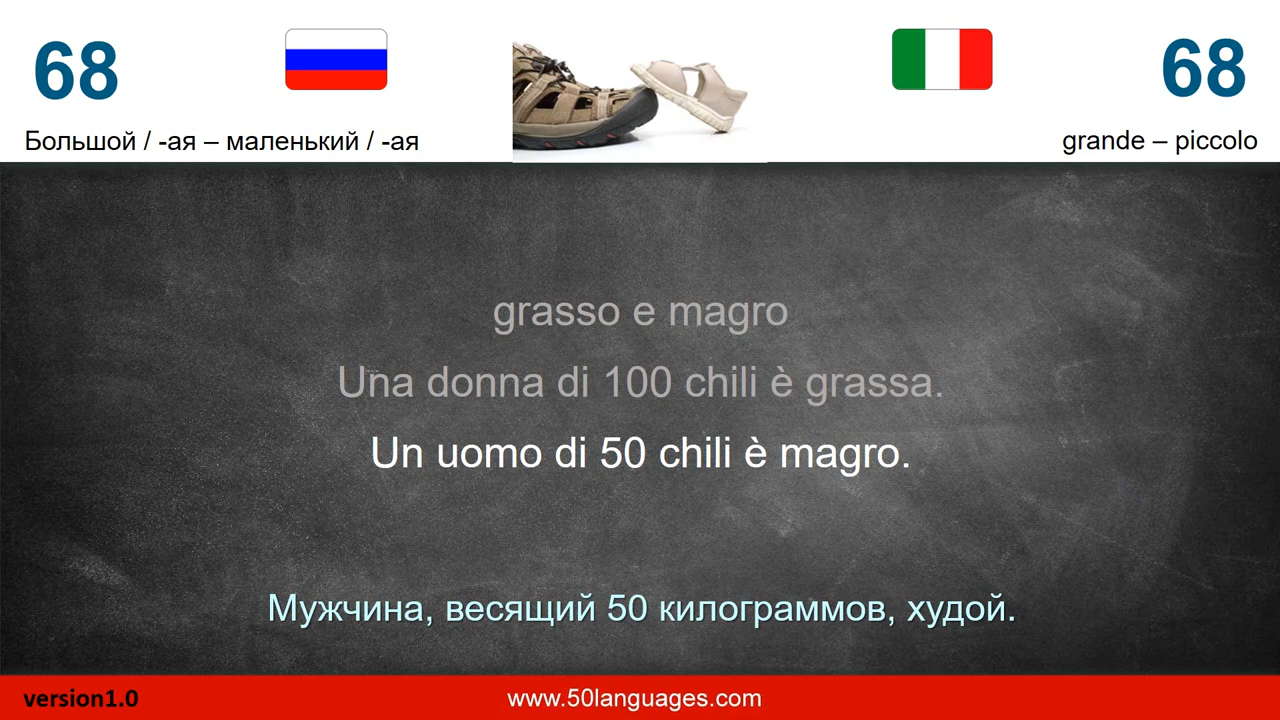 68
68
Большой / -ая – маленький / -ая
grande – piccolo
grasso e magro
Una donna di 100 chili è grassa.
Un uomo di 50 chili è magro.
Мужчина, весящий 50 килограммов, худой.
version1.0
www.50languages.com